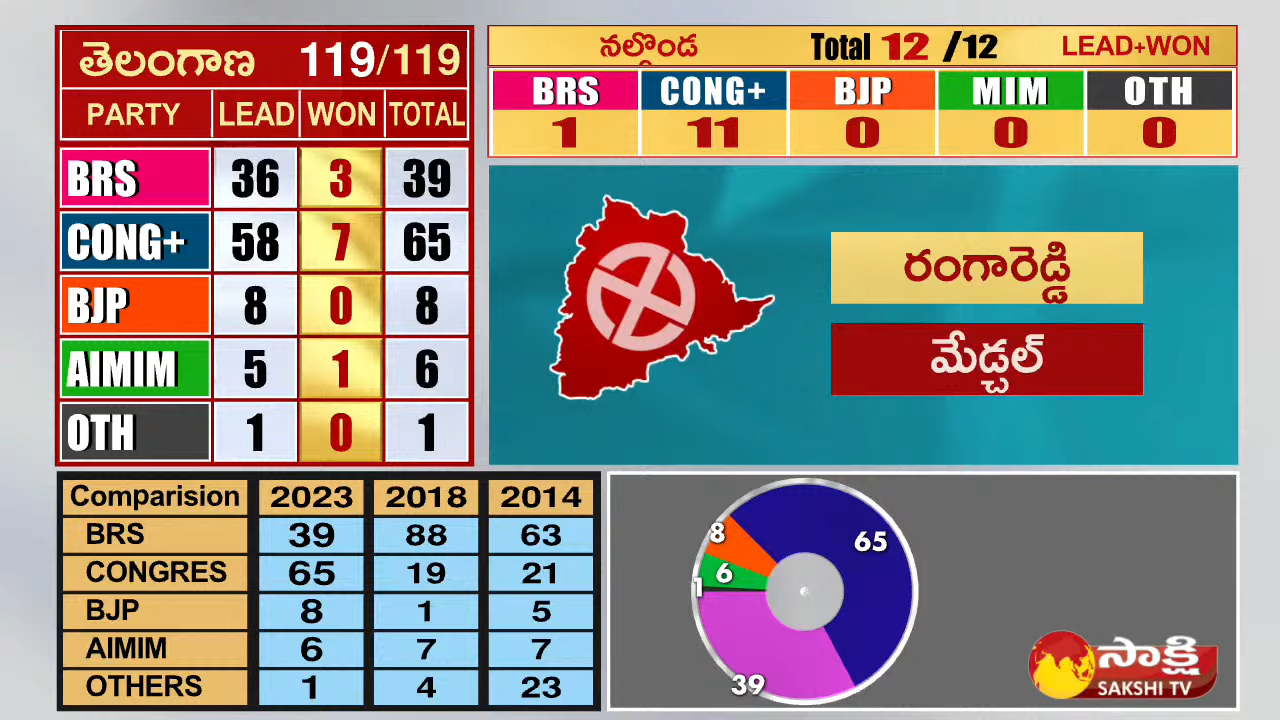 తెలంగాణ 119/119
PARTY LEAD WON TOTAL
BRS 36 3 39
CONG+ 58 7 65
BJP 8 0 8
AIMIM 5 1 6
OTH 1 0 1
నల్గొండ Total 12 /12 LEAD+WON
BRS CONG+ BJP MIM OTH
1 11 0 0 0
రంగారెడ్డి
మేడ్చల్
Comparision 2023 2018 2014
BRS 39 88 63
CONGRES 65 19 21
BJP 8 1 5
AIMIM 6 7 7
OTHERS 1 4 23
8
65
6
1
39
సాక్షి
SAKSHI TV